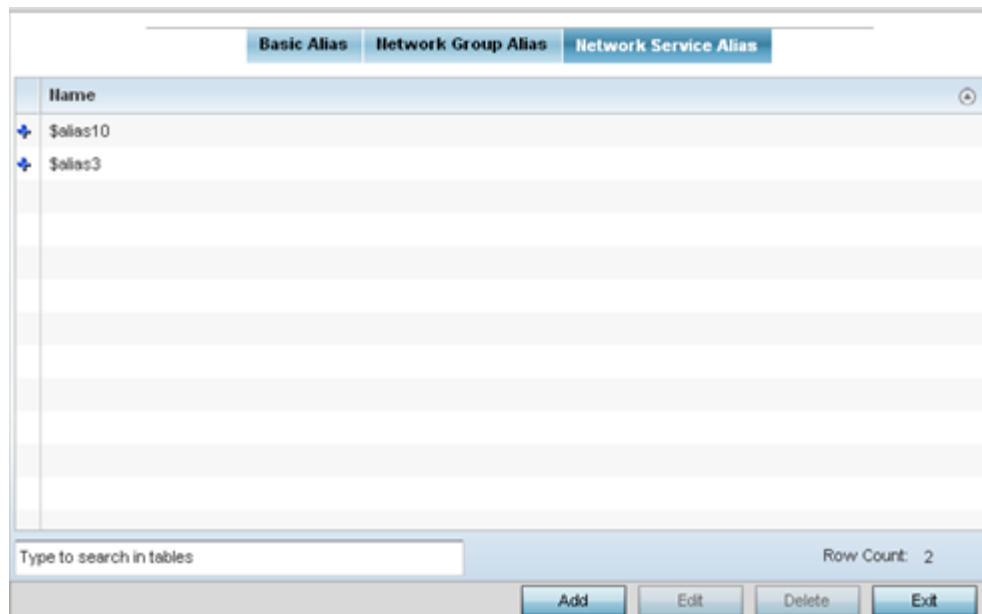 Basic Alias Network Group Alias Network Service Alias
Name
$alias10
$alias3
Type to search in tables Row Count: 2
Add Edit Delete Exit